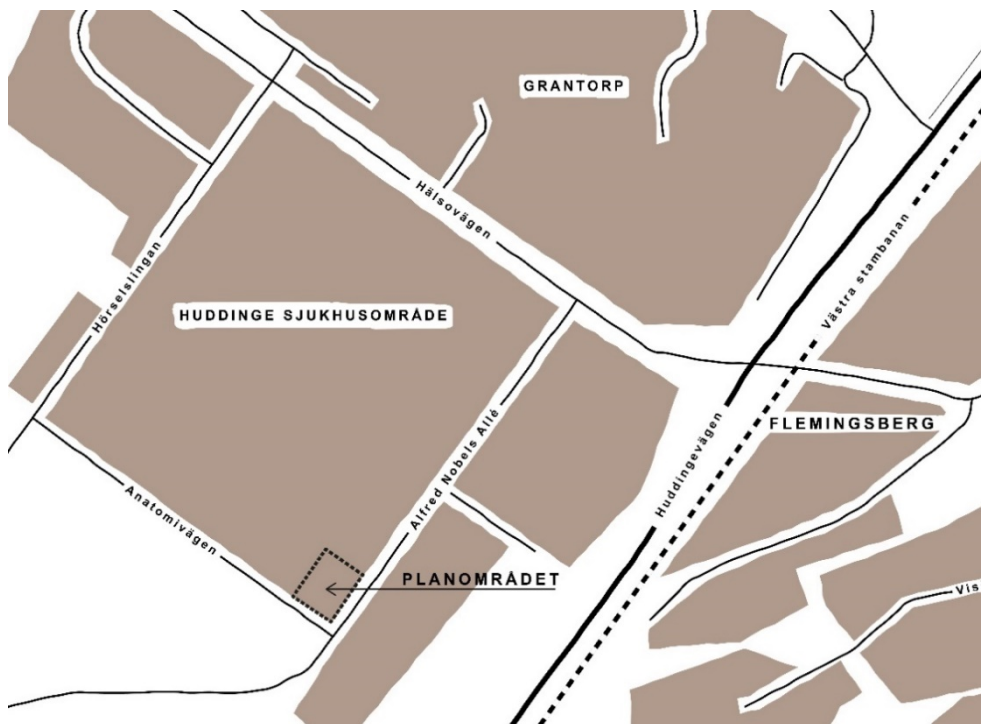 GRANTORP
Hälsovägen
Västra stambanan
Hörselslingan
HUDDINGE SJUKHUSOMRÅDE
FLEMINGSBERG
Huddingevägen
Alfred Nobels Allé
Anatomivägen
PLANOMRÅDET
Vis